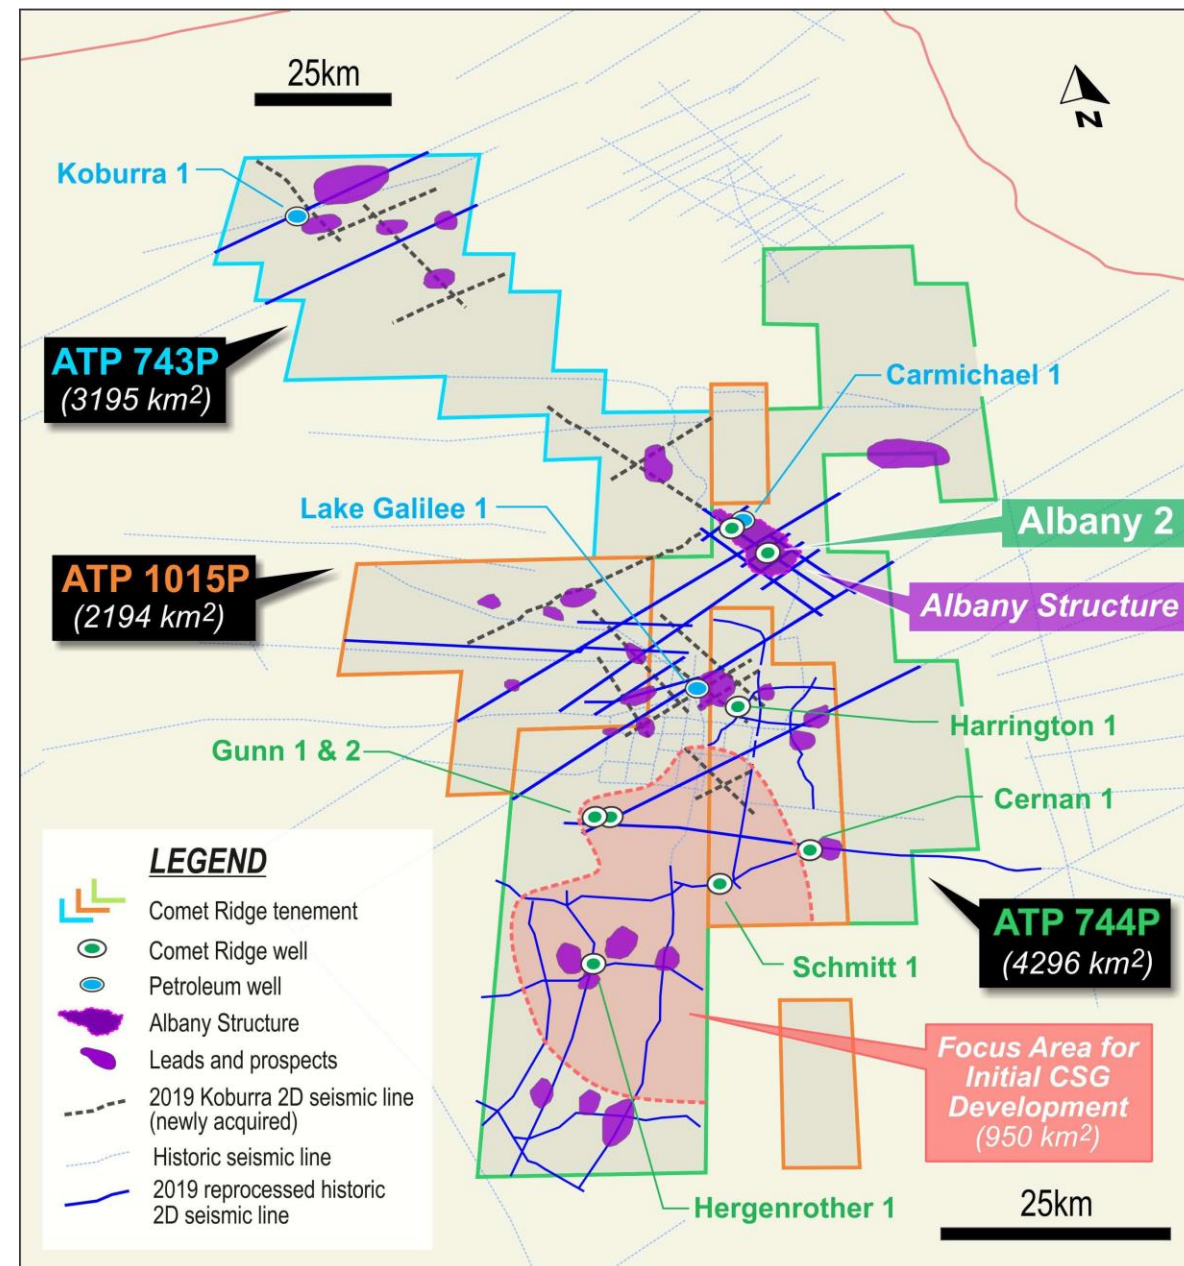 25km
N
Koburra 1
ATP 743P
(3195 km2)
Carmichael 1
Lake Galilee 1
Albany 2
ATP 1015P
(2194 km2)
Albany Structure
Harrington 1
Gunn 1 & 2
Cernan 1
LEGEND
Comet Ridge tenement
Comet Ridge well
Petroleum well
Albany Structure
Leads and prospects
2019 Koburra 2D seismic line
(newly acquired)
Historic seismic line
2019 reprocessed historic
2D seismic line
ATP 744P
(4296 km2)
Schmitt 1
Focus Area for
Initial CSG
Development
(950 km2)
Hergenrother 1
25km